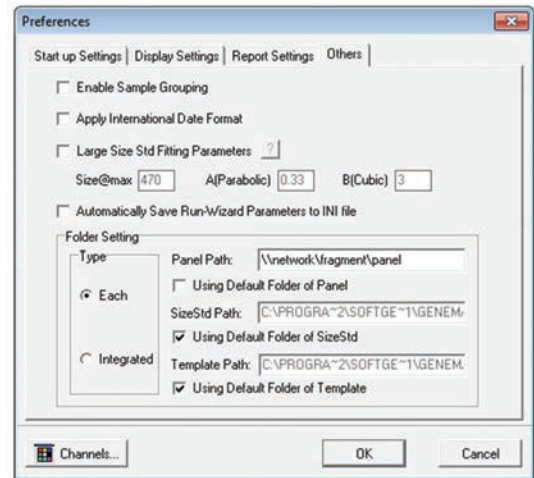 Preferences
Start up Settings | Display Settings | Report Settings | Others
Enable Sample Grouping
Apply International Date Format
Large Size Std Fitting Parameters ?
Size@max 470 A(Parabolic) 0.33 B(Cubic) 3
Automatically Save Run-Wizard Parameters to INI file
Folder Setting
Type
Panel Path: \\network\fragment\panel
Using Default Folder of Panel
Each
SizeStd Path: C:\PROGRA~2\SOFTGE~1\GENEMA
Using Default Folder of SizeStd
Integrated
Template Path: C:\PROGRA~2\SOFTGE~1\GENEMA
Using Default Folder of Template
Channels... OK Cancel